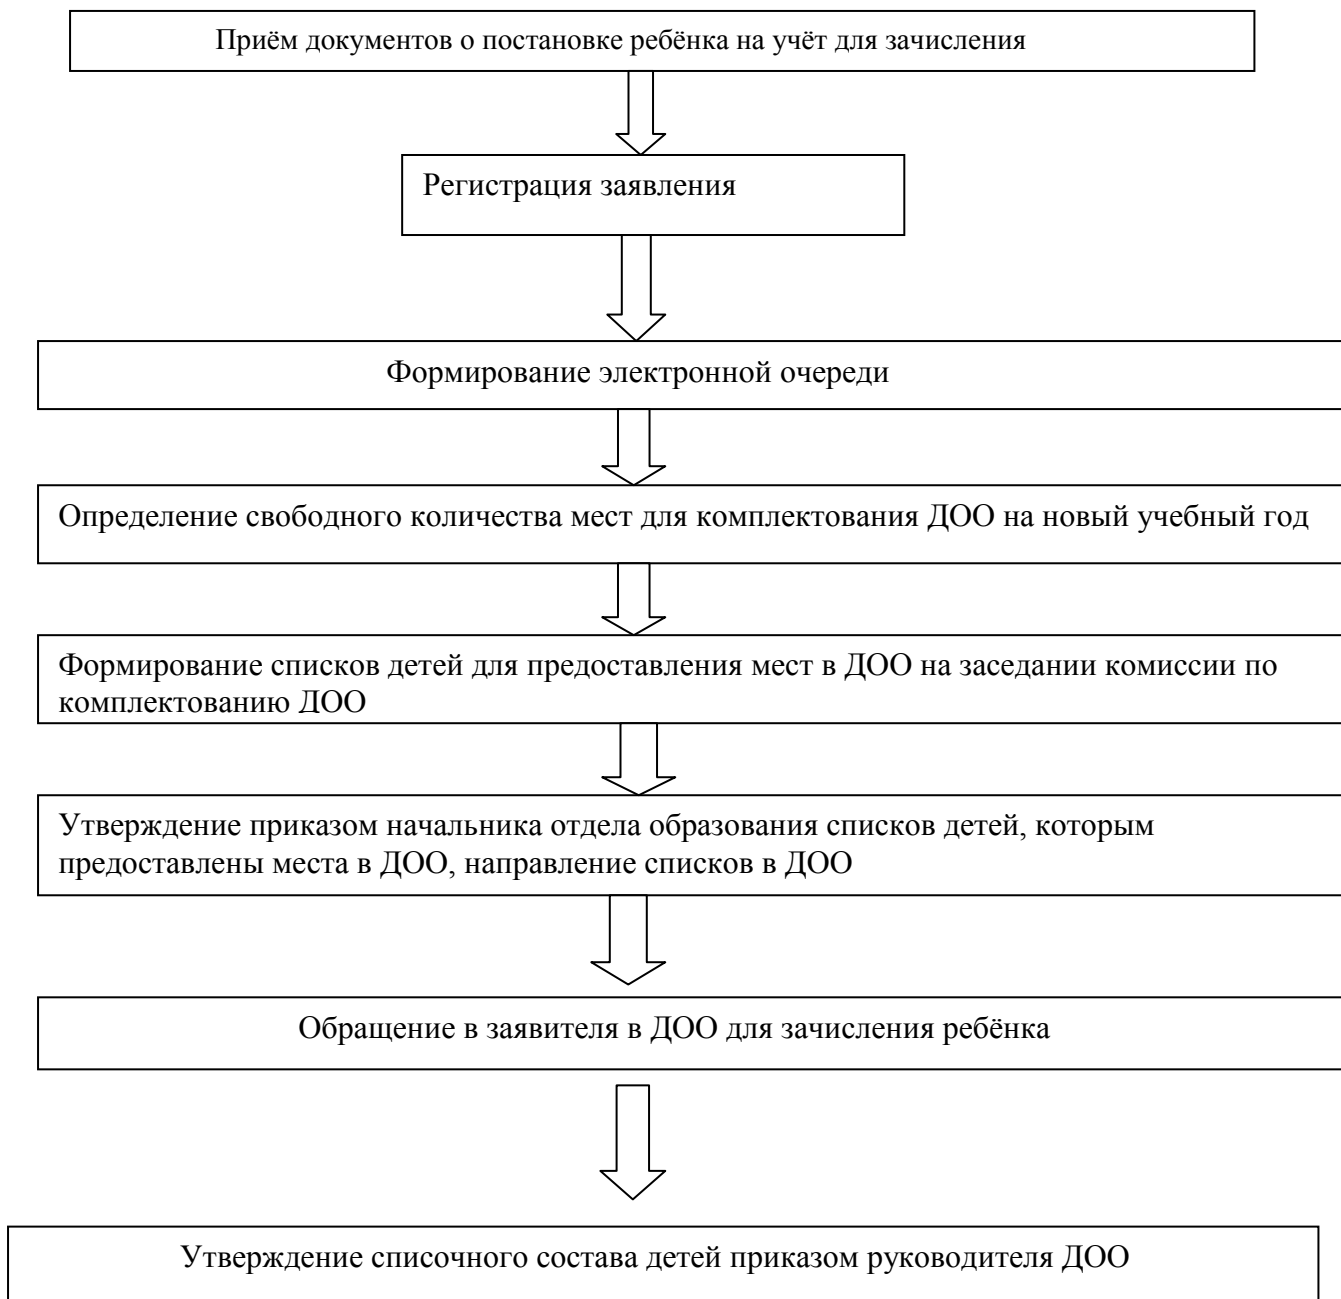 Приём документов о постановке ребёнка на учёт для зачисления
Регистрация заявления
Формирование электронной очереди
Определение свободного количества мест для комплектования ДОО на новый учебный год
Формирование списков детей для предоставления мест в ДОО на заседании комиссии по
комплектованию ДОО
Утверждение приказом начальника отдела образования списков детей, которым
предоставлены места в ДОО, направление списков в ДОО
Обращение в заявителя в ДОО для зачисления ребёнка
Утверждение списочного состава детей приказом руководителя ДОО